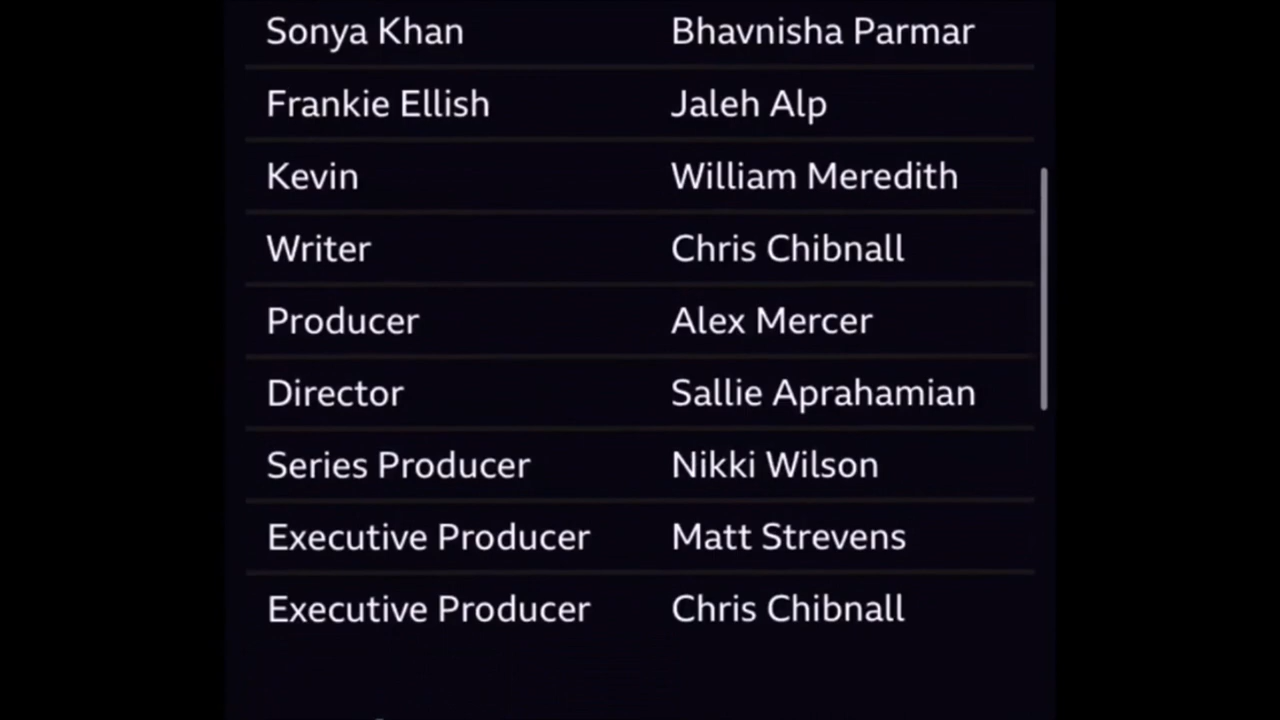 Sonya Khan Bhavnisha Parmar
Frankie Ellish Jaleh Alp
Kevin William Meredith
Writer Chris Chibnall
Producer Alex Mercer
Director Sallie Aprahamian
Series Producer Nikki Wilson
Executive Producer Matt Strevens
Executive Producer Chris Chibnall